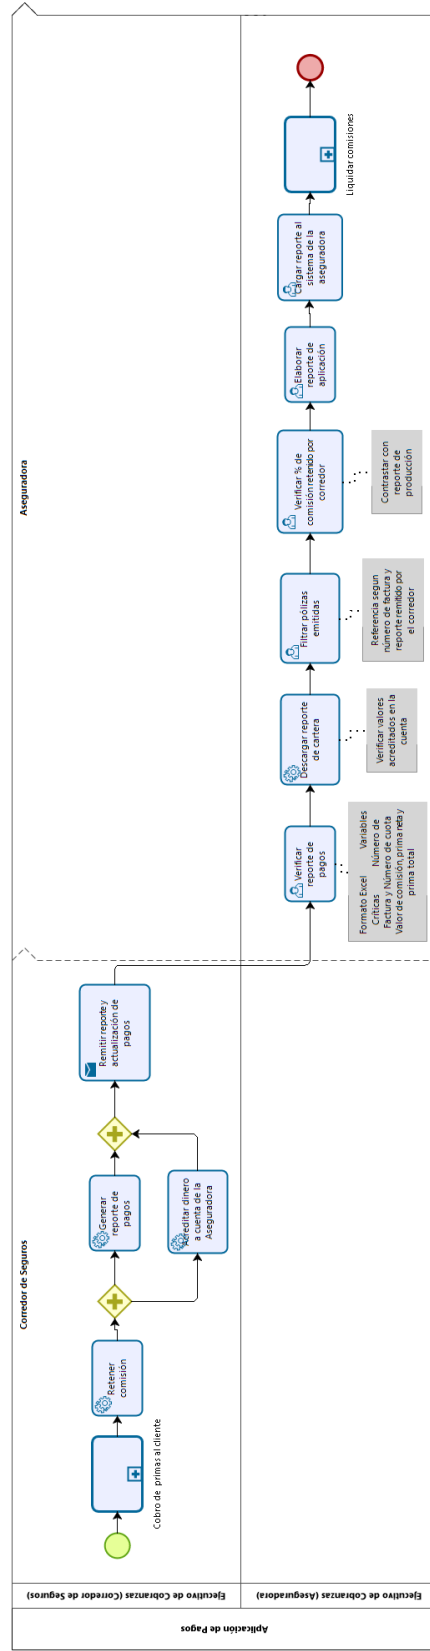 Aplicación de Pagos
Ejecutivo de Cobranzas (Corredor de Seguros)
Ejecutivo de Cobranzas (Aseguradora)
Corredor de Seguros
Aseguradora
Cobro de primas al cliente
Retener
comisión
Generar
reporte de
pagos
Acreditar dinero
a cuenta de la
Aseguradora
Remitir reporte y
actualización de
pagos
Verificar
reporte de
pagos
Formato Excel Variables
Críticas Número de
Factura y Número de cuota
Valor de comisión, prima neta y
prima total
Descargar reporte
de cartera
Verificar valores
acreditados en la
cuenta
Filtrar pólizas
emitidas
Referencia segun
número de factura y
reporte remitido por
el corredor
Verificar % de
comisión retenido por
corredor
Contrastar con
reporte de
producción
Elaborar
reporte de
aplicación
Cargar reporte al
sistema de la
aseguradora
Liquidar comisiones